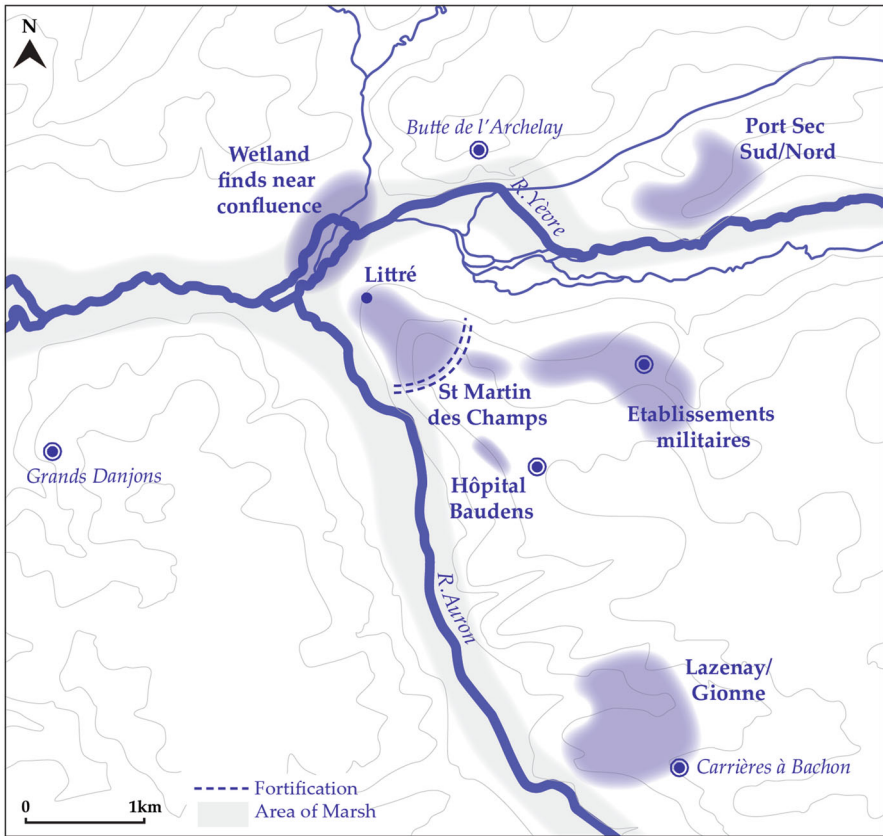 N
Butte de l'Archelay
Port Sec
Sud/Nord
Wetland
finds near
confluence
R.Yèvre
Littré
St Martin
des Champs
Etablissements
militaires
Grands Danjons
Hôpital
Baudens
R.Auron
Lazenay/
Gionne
Carrières à Bachon
Fortification
Area of Marsh
0 1km